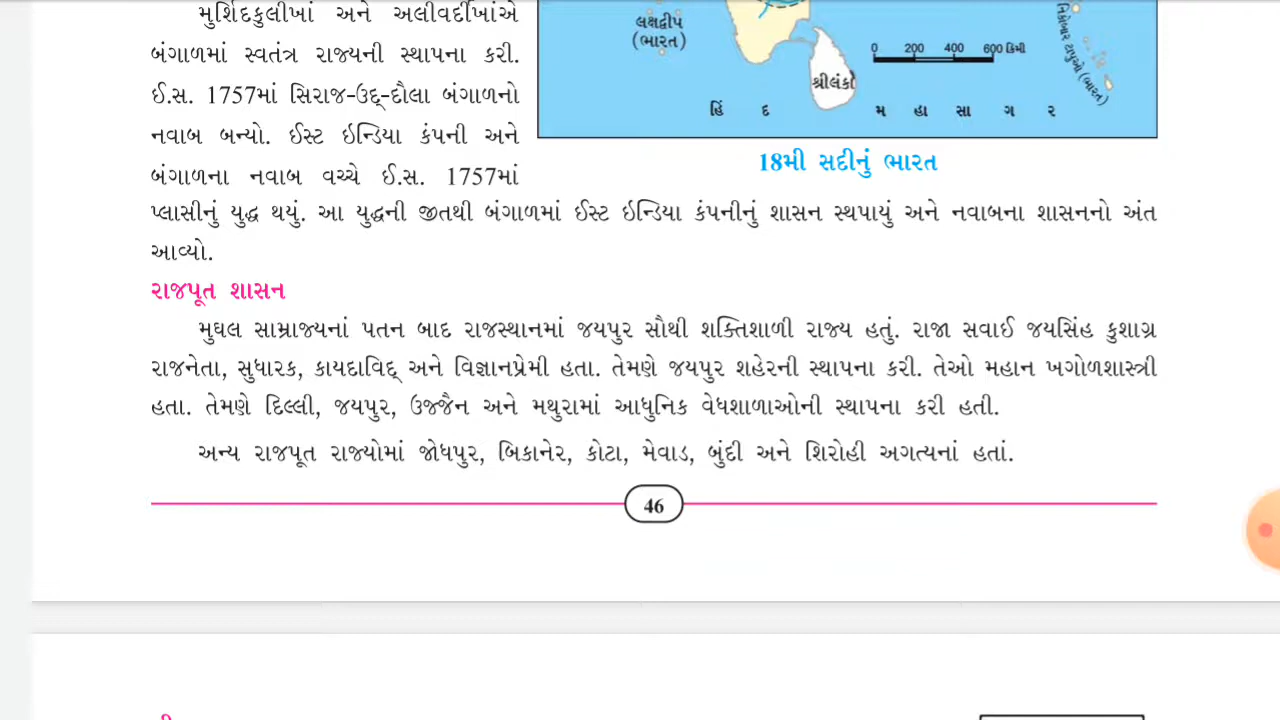 મુર્શિદકુલીખાં અને અલીવર્દીખાંએ
બંગાળમાં સ્વતંત્ર રાજ્યની સ્થાપના કરી.
ઈ.સ. 1757માં સિરાજ-ઉદ્-દૌલા બંગાળનો
નવાબ બન્યો. ઈસ્ટ ઇન્ડિયા કંપની અને
બંગાળના નવાબ વચ્ચે ઈ.સ. 1757માં
લક્ષદ્વીપ
(ભારત)
નિકોબાર ટાપુઓ (ભારત)
0 200 400 600 કિમી
શ્રીલંકા
હિં દ મ હા સા ગ ર
18મી સદીનું ભારત
પ્લાસીનું યુદ્ધ થયું. આ યુદ્ધની જીતથી બંગાળમાં ઈસ્ટ ઇન્ડિયા કંપનીનું શાસન સ્થપાયું અને નવાબના શાસનનો અંત
આવ્યો.
રાજપૂત શાસન
મુઘલ સામ્રાજ્યનાં પતન બાદ રાજસ્થાનમાં જયપુર સૌથી શક્તિશાળી રાજ્ય હતું. રાજા સવાઈ જયસિંહ કુશાગ્ર
રાજનેતા, સુધારક, કાયદાવિદ્ અને વિજ્ઞાનપ્રેમી હતા. તેમણે જયપુર શહેરની સ્થાપના કરી. તેઓ મહાન ખગોળશાસ્ત્રી
હતા. તેમણે દિલ્લી, જયપુર, ઉજ્જૈન અને મથુરામાં આધુનિક વેધશાળાઓની સ્થાપના કરી હતી.
અન્ય રાજપૂત રાજ્યોમાં જોધપુર, બિકાનેર, કોટા, મેવાડ, બુંદી અને શિરોહી અગત્યનાં હતાં.
46